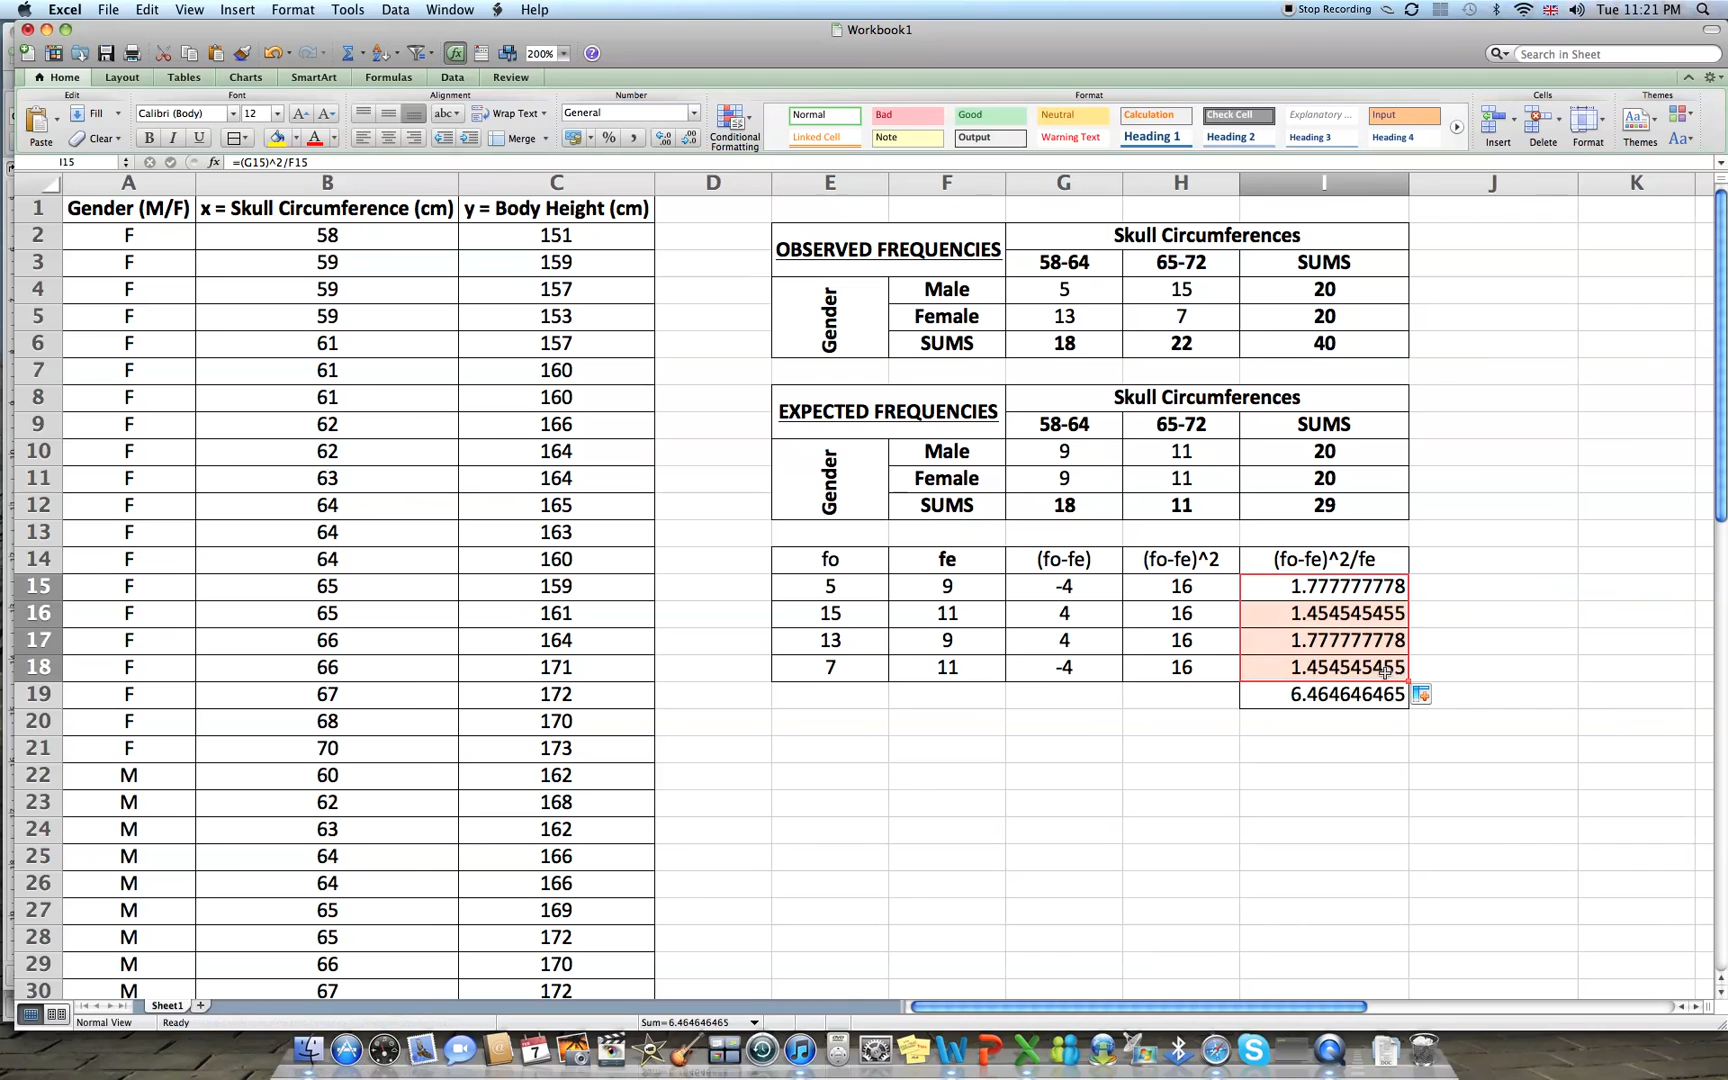 Excel File Edit View Insert Format Tools Data Window Help Stop Recording Tue 11:21 PM
Workbook1
200% Search in Sheet
Home Layout Tables Charts SmartArt Formulas Data Review
Edit Font Alignment Number Format Cells Themes
Fill Calibri (Body) 12 abc Wrap Text General Normal Bad Good Neutral Calculation Check Cell Explanatory ... Input
Paste Clear B I U Merge % Conditional Formatting Linked Cell Note Output Warning Text Heading 1 Heading 2 Heading 3 Heading 4 Insert Delete Format Themes Aa
I15 fx =(G15)^2/F15
A B C D E F G H I J K
1 Gender (M/F) x = Skull Circumference (cm) y = Body Height (cm)
2 F 58 151 OBSERVED FREQUENCIES Skull Circumferences
3 F 59 159 58-64 65-72 SUMS
4 F 59 157 Gender Male 5 15 20
5 F 59 153 Female 13 7 20
6 F 61 157 SUMS 18 22 40
7 F 61 160
8 F 61 160 EXPECTED FREQUENCIES Skull Circumferences
9 F 62 166 58-64 65-72 SUMS
10 F 62 164 Gender Male 9 11 20
11 F 63 164 Female 9 11 20
12 F 64 165 SUMS 18 11 29
13 F 64 163
14 F 64 160 fo fe (fo-fe) (fo-fe)^2 (fo-fe)^2/fe
15 F 65 159 5 9 -4 16 1.777777778
16 F 65 161 15 11 4 16 1.454545455
17 F 66 164 13 9 4 16 1.777777778
18 F 66 171 7 11 -4 16 1.454545455
19 F 67 172 6.464646465
20 F 68 170
21 F 70 173
22 M 60 162
23 M 62 168
24 M 63 162
25 M 64 166
26 M 64 166
27 M 65 169
28 M 65 172
29 M 66 170
30 M 67 172
Sheet1
Normal View Ready Sum=6.464646465